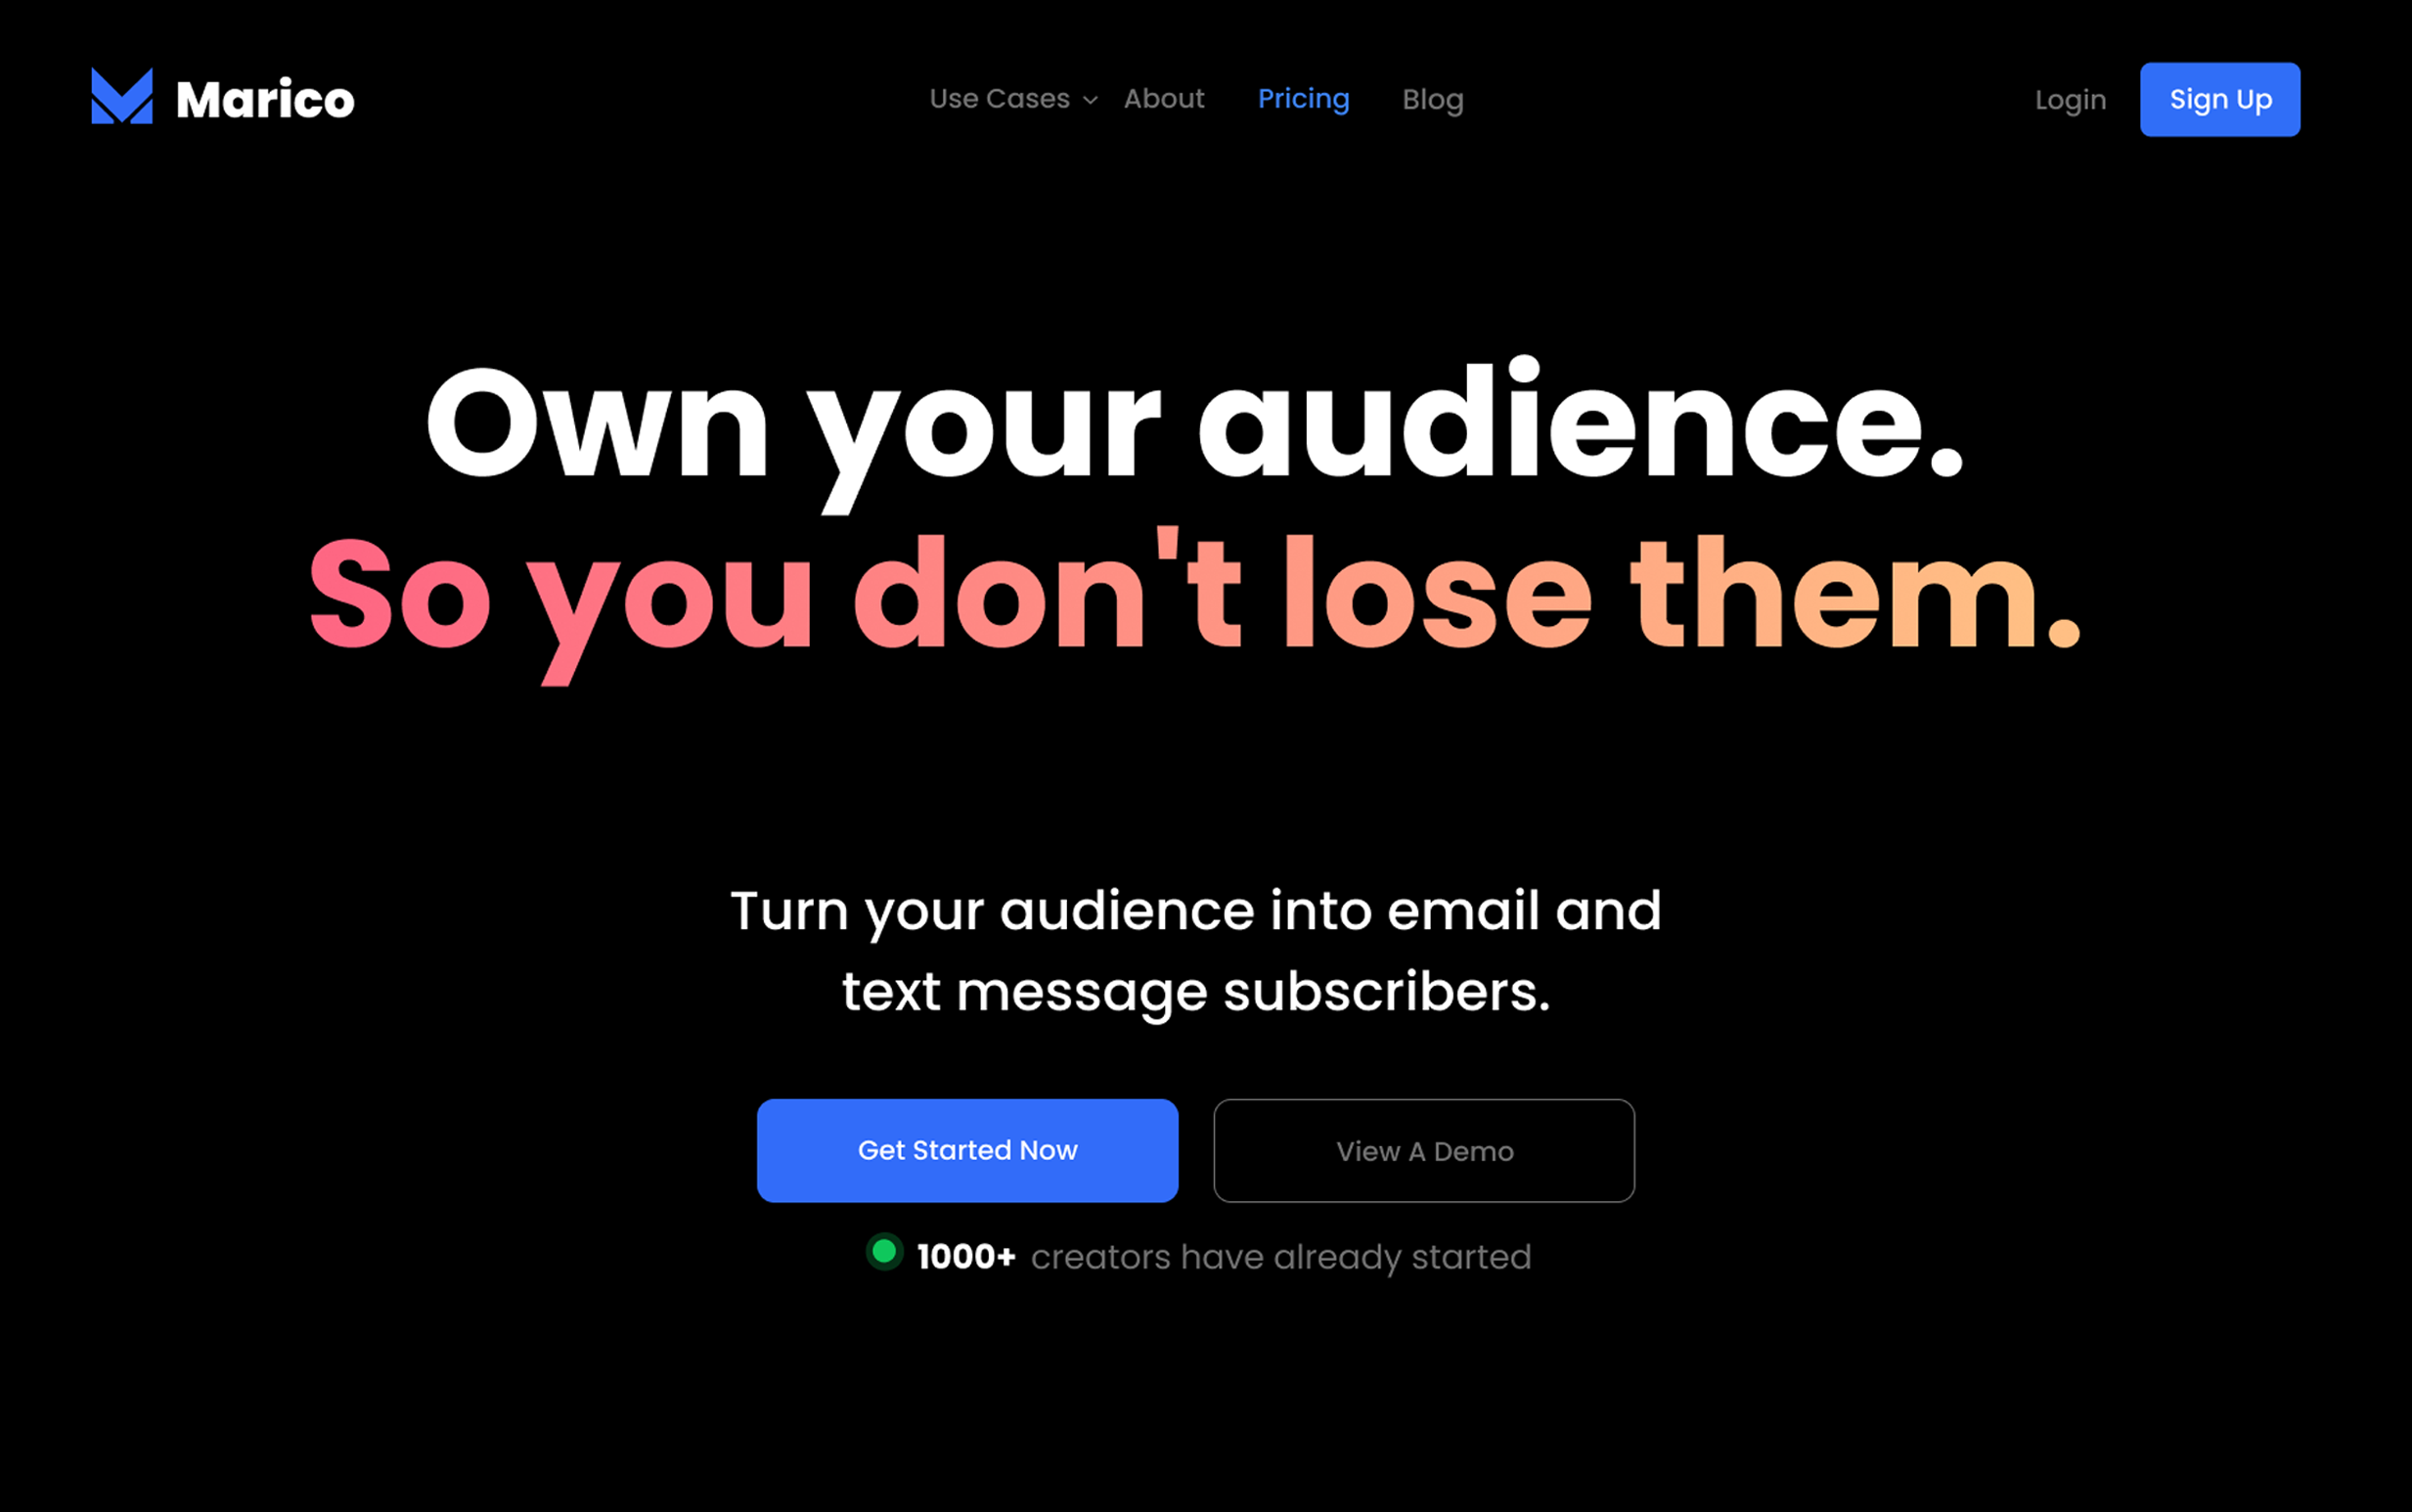 Marico
Use Cases About Pricing Blog
Login Sign Up
Own your audience.
So you don't lose them.
Turn your audience into email and
text message subscribers.
Get Started Now
View A Demo
1000+ creators have already started